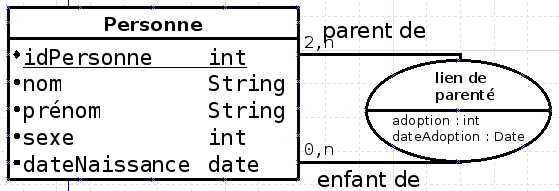 Personne
idPersonne int
nom String
prénom String
sexe int
dateNaissance date
parent de
2,n
lien de
parenté
adoption : int
dateAdoption : Date
0,n
enfant de